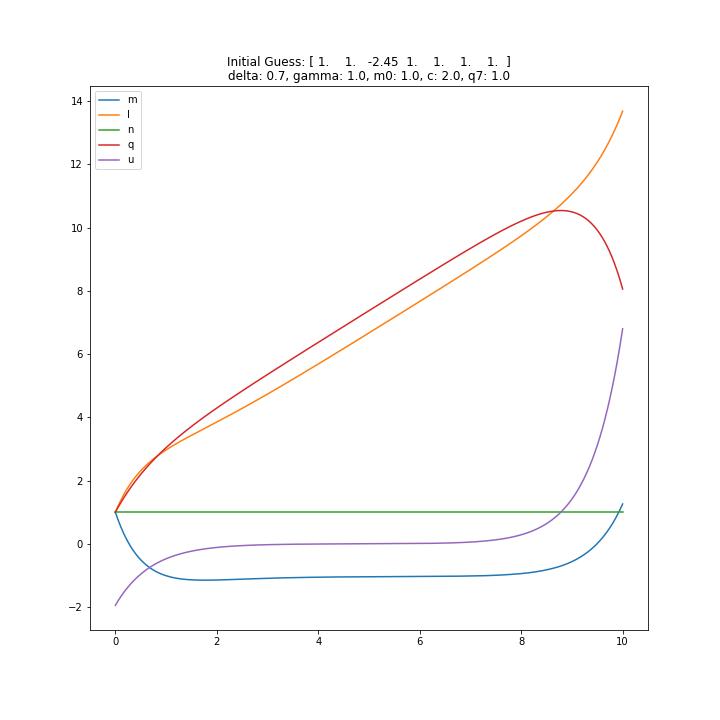 Initial Guess: [ 1. 1. -2.45 1. 1. 1. 1. ]
delta: 0.7, gamma: 1.0, m0: 1.0, c: 2.0, q7: 1.0
m
l
n
q
u
14
12
10
8
6
4
2
0
−2
0 2 4 6 8 10